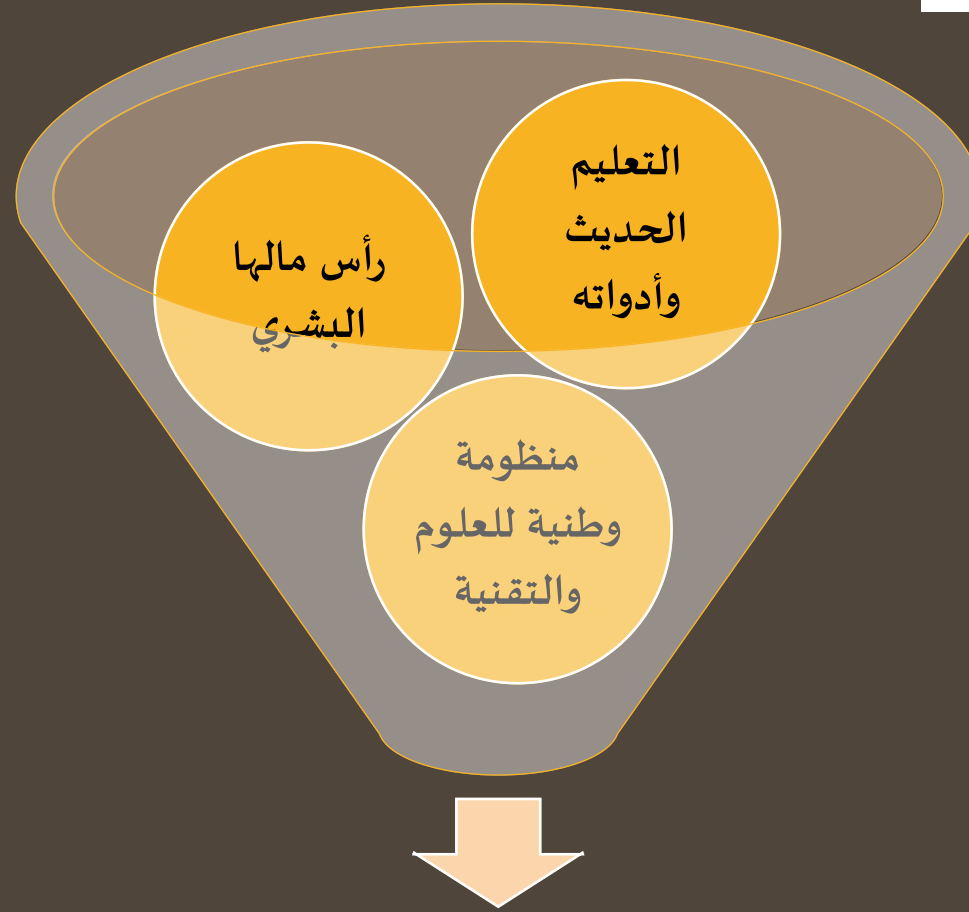 التعليم
الحديث
وأدواته
رأس مالها
البشري
منظومة
وطنية للعلوم
والتقنية